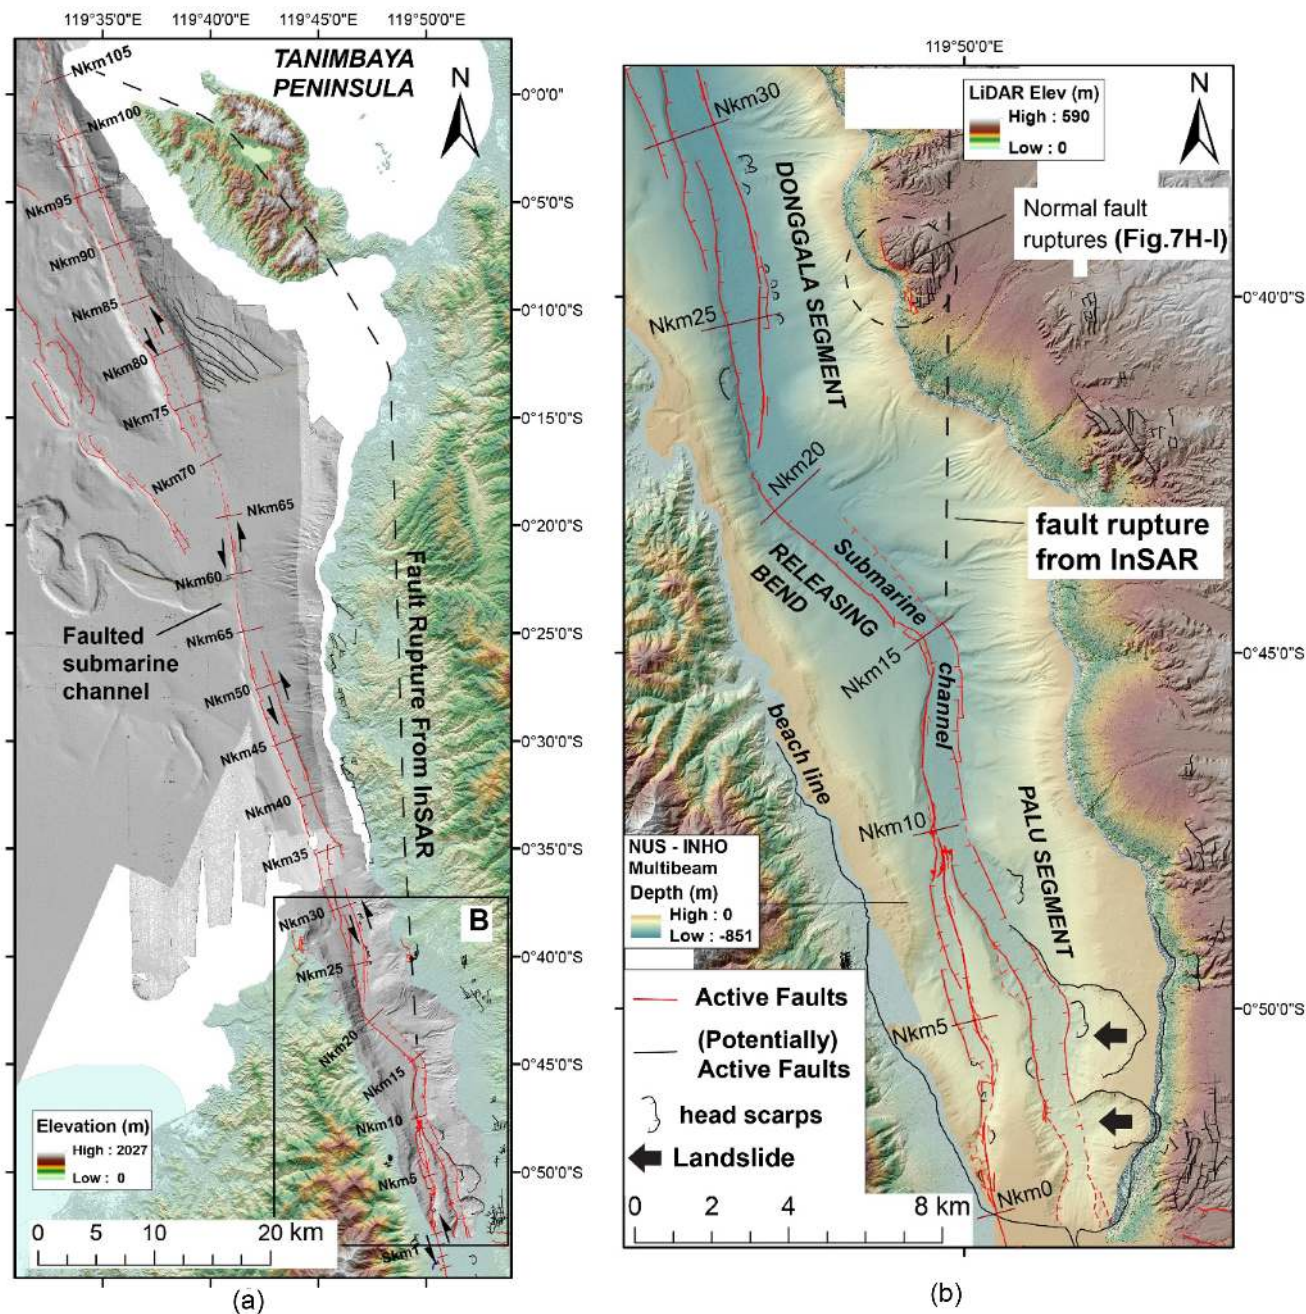 119°35'0"E
119°40'0"E
119°45'0"E
119°50'0"E
Nkm105
TANIMBAYA
PENINSULA
N
0°0'0"
Nkm100
Nkm95
0°5'0"S
Nkm90
Nkm85
0°10'0"S
Nkm80
Nkm75
0°15'0"S
Nkm70
Nkm65
0°20'0"S
Nkm60
Faulted
submarine
channel
Nkm65
0°25'0"S
Fault Rupture From InSAR
Nkm50
Nkm45
0°30'0"S
Nkm40
Nkm35
0°35'0"S
B
Nkm30
Nkm25
0°40'0"S
Nkm20
Nkm15
0°45'0"S
Nkm10
Nkm5
0°50'0"S
Skm1
Elevation (m)
High : 2027
Low : 0
0 10 20 km
(a)
119°50'0"E
LiDAR Elev (m)
High : 590
Low : 0
N
Nkm30
DONGGALA SEGMENT
Normal fault
ruptures (Fig.7H-I)
0°40'0"S
Nkm25
Nkm20
fault rupture
from InSAR
Submarine
channel
RELEASING
BEND
0°45'0"S
Nkm15
beach line
PALU SEGMENT
Nkm10
NUS - INHO
Multibeam
Depth (m)
High : 0
Low : -851
Active Faults
0°50'0"S
Nkm5
(Potentially)
Active Faults
head scarps
Landslide
Nkm0
0 2 4 8 km
(b)